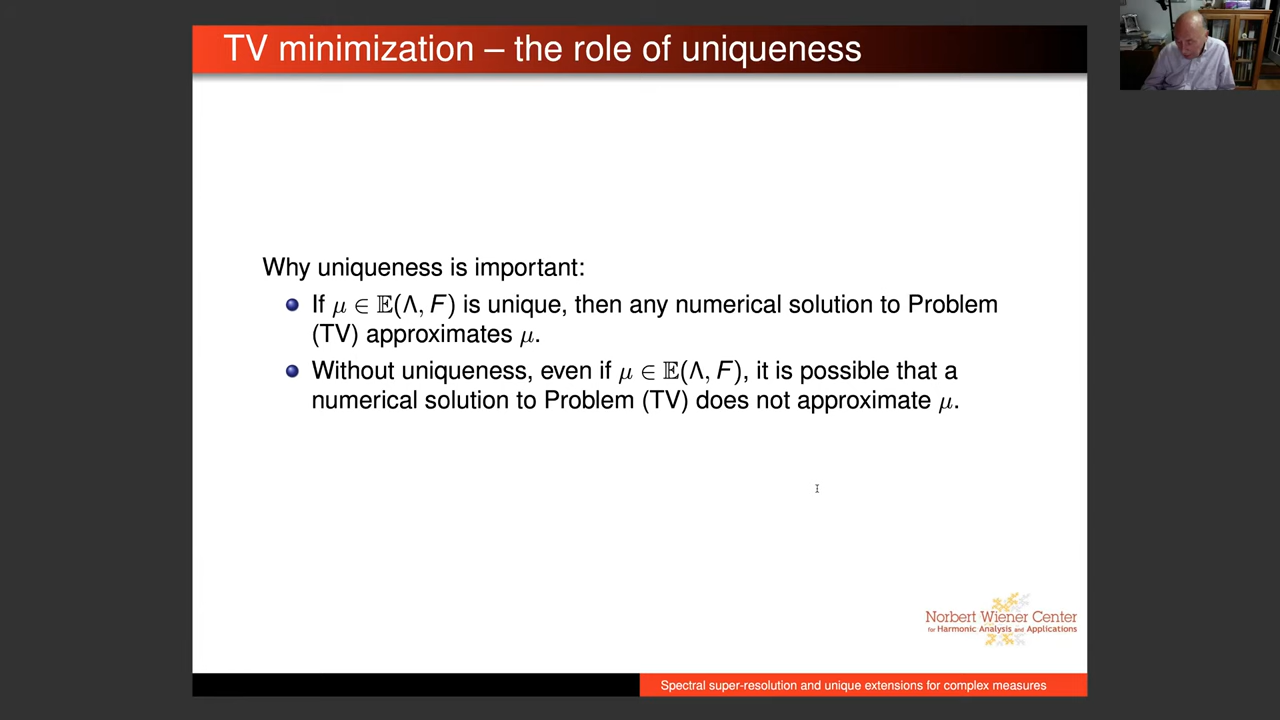 TV minimization – the role of uniqueness
Why uniqueness is important:
If μ ∈ 𝔼(Λ, F) is unique, then any numerical solution to Problem
(TV) approximates μ.
Without uniqueness, even if μ ∈ 𝔼(Λ, F), it is possible that a
numerical solution to Problem (TV) does not approximate μ.
Norbert Wiener Center
for Harmonic Analysis and Applications
Spectral super-resolution and unique extensions for complex measures